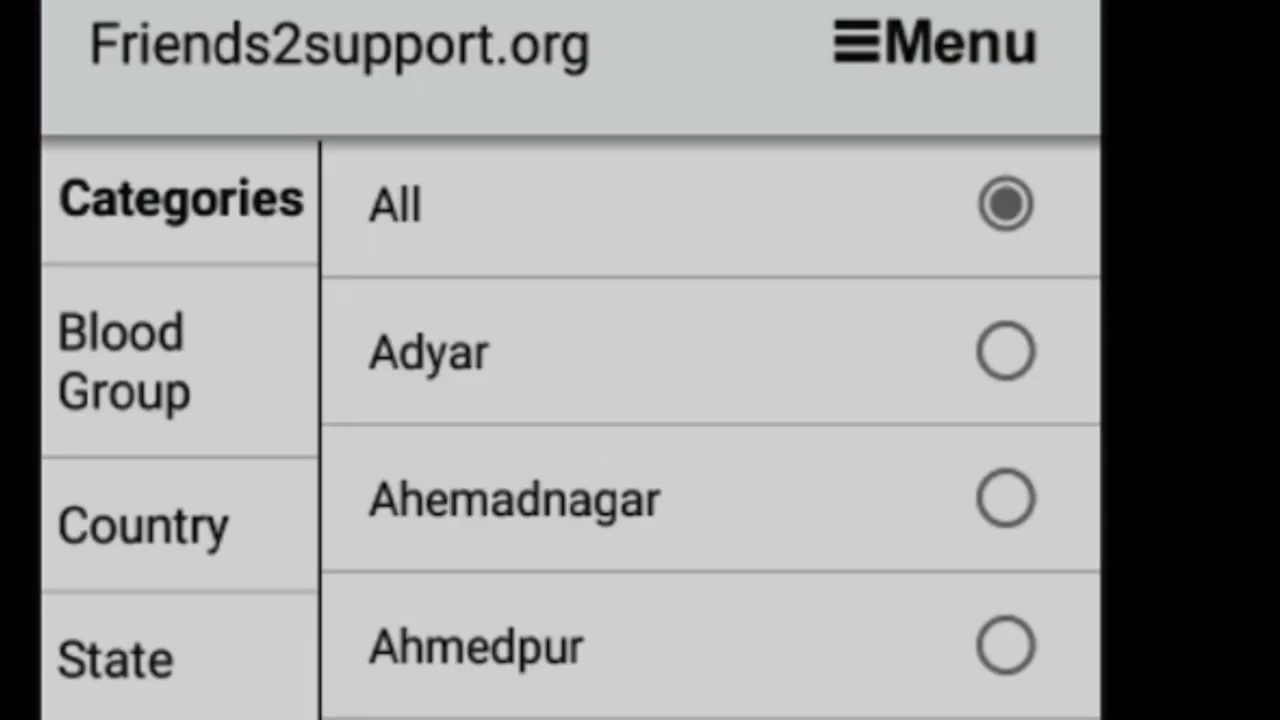 Friends2support.org
☰Menu
Categories
Blood
Group
Country
State
All
Adyar
Ahemadnagar
Ahmedpur